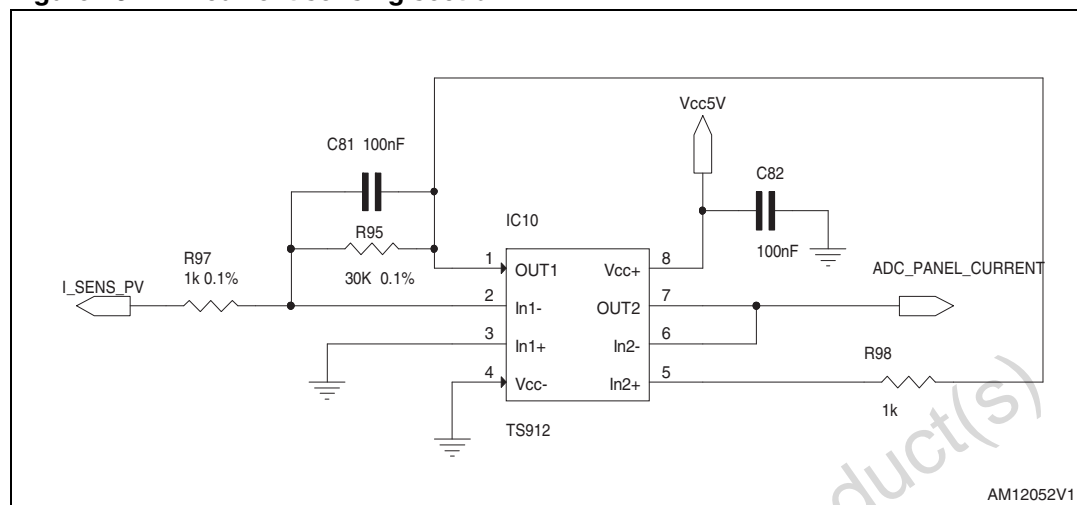 Vcc5V
C81 100nF
C82
IC10
R95
100nF
R97
1k 0.1%
30K 0.1%
1
OUT1
Vcc+
8
ADC_PANEL_CURRENT
I_SENS_PV
2
In1-
OUT2
7
3
In1+
In2-
6
R98
4
Vcc-
In2+
5
1k
TS912
duct(s)
AM12052V1